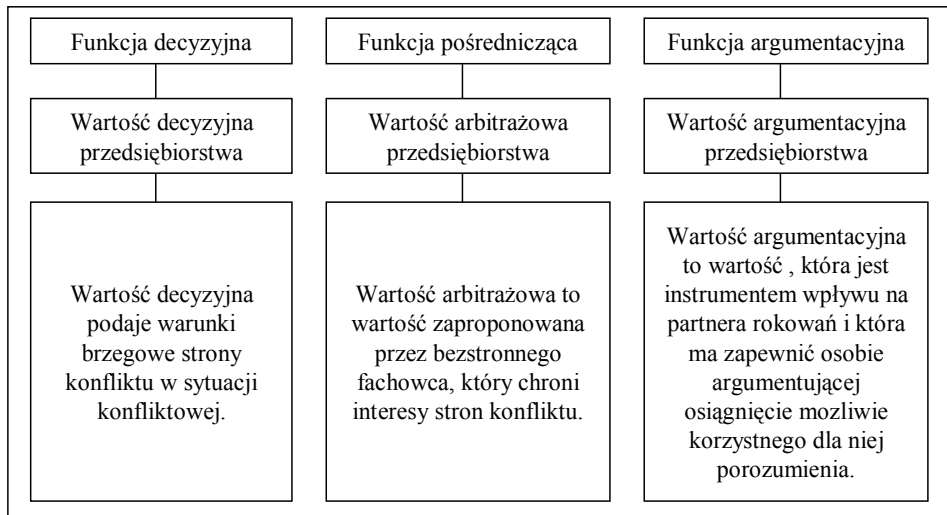 Funkcja decyzyjna
Funkcja pośrednicząca
Funkcja argumentacyjna
Wartość decyzyjna
przedsiębiorstwa
Wartość arbitrażowa
przedsiębiorstwa
Wartość argumentacyjna
przedsiębiorstwa
Wartość decyzyjna
podaje warunki
brzegowe strony
konfliktu w sytuacji
konfliktowej.
Wartość arbitrażowa to
wartość zaproponowana
przez bezstronnego
fachowca, który chroni
interesy stron konfliktu.
Wartość argumentacyjna
to wartość , która jest
instrumentem wpływu na
partnera rokowań i która
ma zapewnić osobie
argumentującej
osiągnięcie mozliwie
korzystnego dla niej
porozumienia.